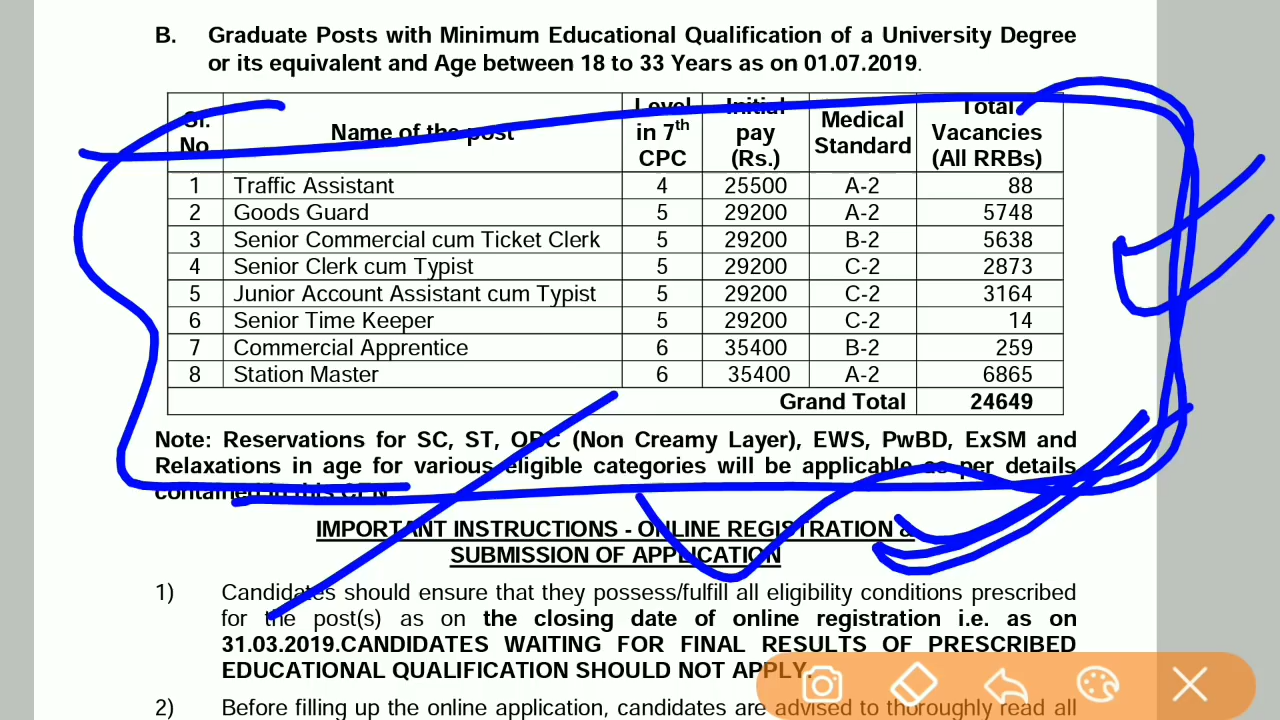 B. Graduate Posts with Minimum Educational Qualification of a University Degree
or its equivalent and Age between 18 to 33 Years as on 01.07.2019.
Sl. No Name of the post Level in 7th CPC Initial pay (Rs.) Medical Standard Total Vacancies (All RRBs)
1 Traffic Assistant 4 25500 A-2 88
2 Goods Guard 5 29200 A-2 5748
3 Senior Commercial cum Ticket Clerk 5 29200 B-2 5638
4 Senior Clerk cum Typist 5 29200 C-2 2873
5 Junior Account Assistant cum Typist 5 29200 C-2 3164
6 Senior Time Keeper 5 29200 C-2 14
7 Commercial Apprentice 6 35400 B-2 259
8 Station Master 6 35400 A-2 6865
Grand Total 24649
Note: Reservations for SC, ST, OBC (Non Creamy Layer), EWS, PwBD, ExSM and
Relaxations in age for various eligible categories will be applicable as per details
contained in this CEN.
IMPORTANT INSTRUCTIONS - ONLINE REGISTRATION &
SUBMISSION OF APPLICATION
1) Candidates should ensure that they possess/fulfill all eligibility conditions prescribed
for the post(s) as on the closing date of online registration i.e. as on
31.03.2019.CANDIDATES WAITING FOR FINAL RESULTS OF PRESCRIBED
EDUCATIONAL QUALIFICATION SHOULD NOT APPLY.
2) Before filling up the online application, candidates are advised to thoroughly read all